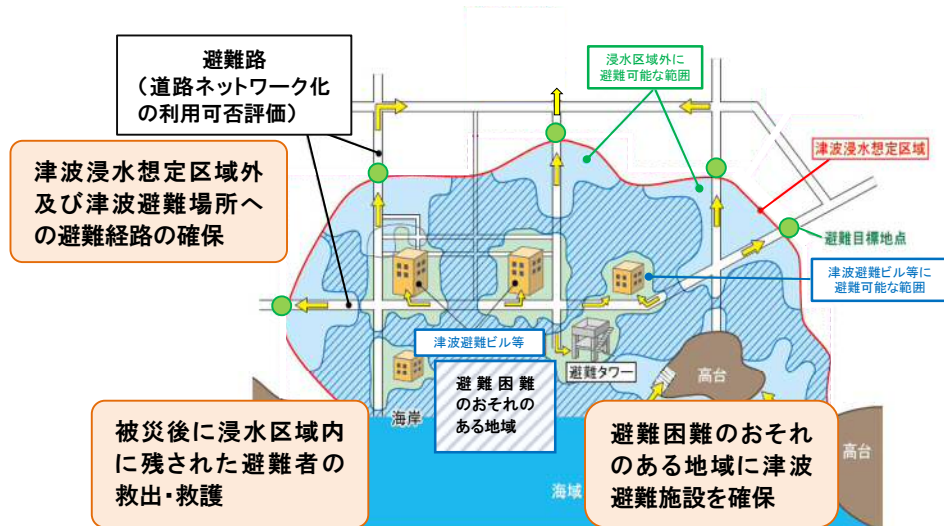 避難路
（道路ネットワーク化
の利用可否評価）
浸水区域外に
避難可能な範囲
津波浸水想定区域
津波浸水想定区域外
及び津波避難場所へ
の避難経路の確保
避難目標地点
津波避難ビル等に
避難可能な範囲
津波避難ビル等
避難タワー
避難困難
のおそれの
ある地域
高台
海岸
被災後に浸水区域内
に残された避難者の
救出・救護
避難困難のおそれ
のある地域に津波
避難施設を確保
高台
海域